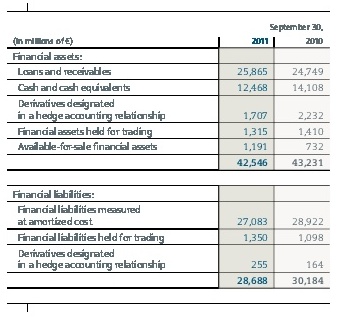 September 30,
(in millions of €) 2011 2010
Financial assets:
Loans and receivables 25,865 24,749
Cash and cash equivalents 12,468 14,108
Derivatives designated
in a hedge accounting relationship 1,707 2,232
Financial assets held for trading 1,315 1,410
Available-for-sale financial assets 1,191 732
42,546 43,231
Financial liabilities:
Financial liabilities measured
at amortized cost 27,083 28,922
Financial liabilities held for trading 1,350 1,098
Derivatives designated
in a hedge accounting relationship 255 164
28,688 30,184